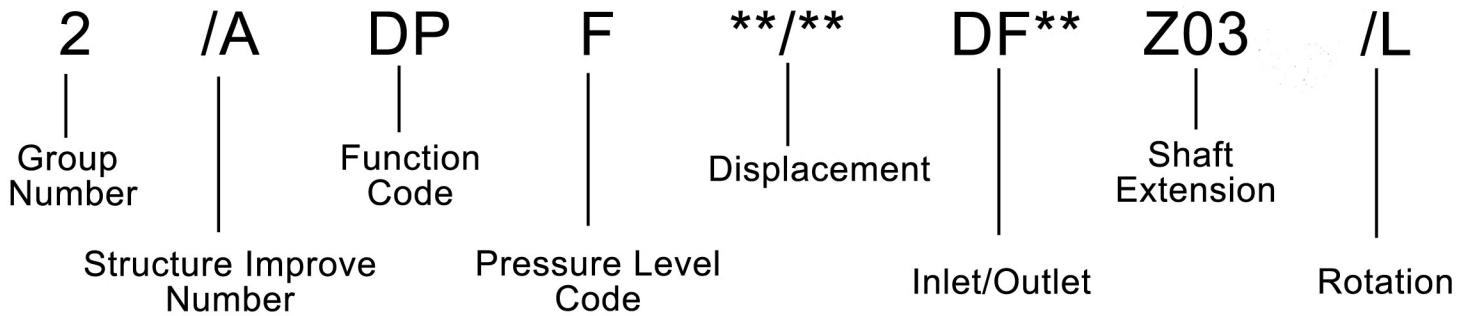 2 /A DP F **/** DF** Z03 /L
Group
Number
Function
Code
Displacement
Shaft
Extension
Structure Improve
Number
Pressure Level
Code
Inlet/Outlet
Rotation